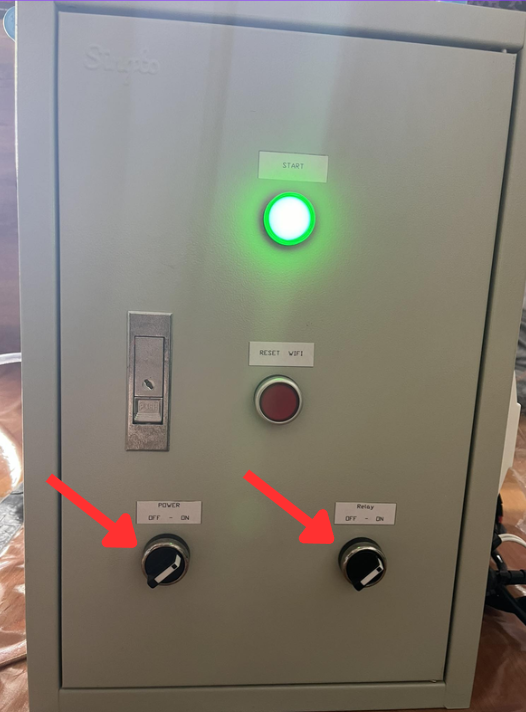 START
RESET WIFI
POWER
OFF - ON
Relay
OFF - ON